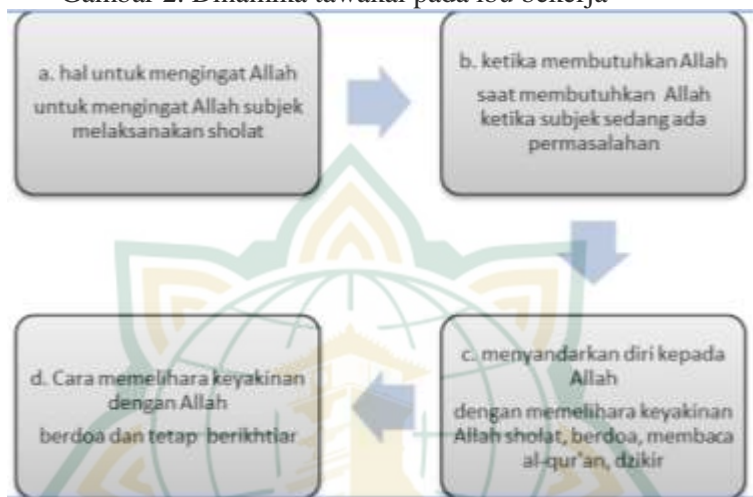 Gambar 2. Dinamika tawakal pada ibu bekerja
a. hal untuk mengingat Allah
untuk mengingat Allah subjek
melaksanakan sholat
b. ketika membutuhkan Allah
saat membutuhkan Allah
ketika subjek sedang ada
permasalahan
c. menyandarkan diri kepada
Allah
dengan memelihara keyakinan
Allah sholat, berdoa, membaca
al-qur'an, dzikir
d. Cara memelihara keyakinan
dengan Allah
berdoa dan tetap berikhtiar